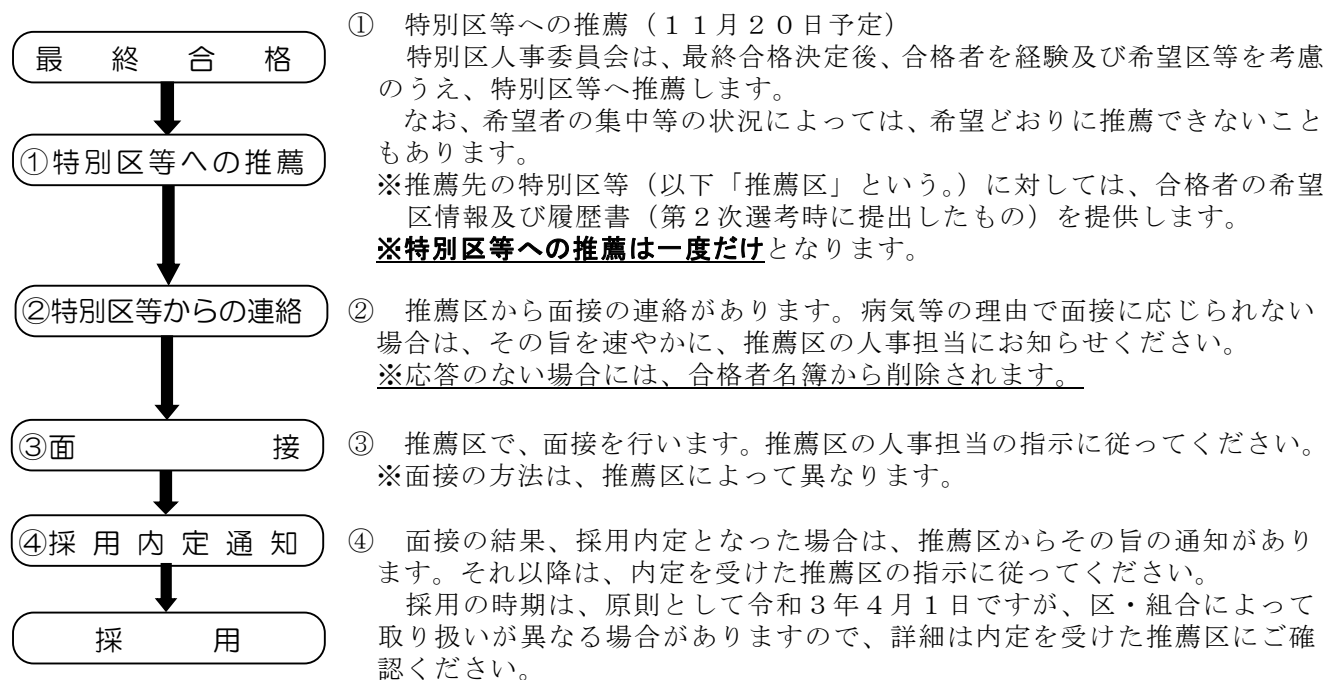 最終合格
①特別区等への推薦
②特別区等からの連絡
③面接
④採用内定通知
採用
① 特別区等への推薦（１１月２０日予定）
特別区人事委員会は、最終合格決定後、合格者を経験及び希望区等を考慮
のうえ、特別区等へ推薦します。
なお、希望者の集中等の状況によっては、希望どおりに推薦できないこと
もあります。
※推薦先の特別区等（以下「推薦区」という。）に対しては、合格者の希望
区情報及び履歴書（第２次選考時に提出したもの）を提供します。
※特別区等への推薦は一度だけとなります。
② 推薦区から面接の連絡があります。病気等の理由で面接に応じられない
場合は、その旨を速やかに、推薦区の人事担当にお知らせください。
※応答のない場合には、合格者名簿から削除されます。
③ 推薦区で、面接を行います。推薦区の人事担当の指示に従ってください。
※面接の方法は、推薦区によって異なります。
④ 面接の結果、採用内定となった場合は、推薦区からその旨の通知があり
ます。それ以降は、内定を受けた推薦区の指示に従ってください。
採用の時期は、原則として令和３年４月１日ですが、区・組合によって
取り扱いが異なる場合がありますので、詳細は内定を受けた推薦区にご確
認ください。